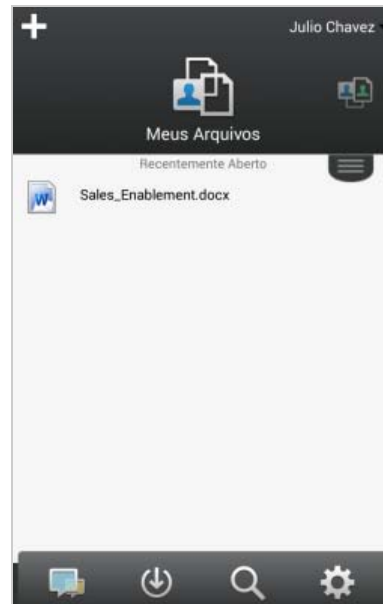 Julio Chavez
Meus Arquivos
Recentemente Aberto
W
Sales_Enablement.docx